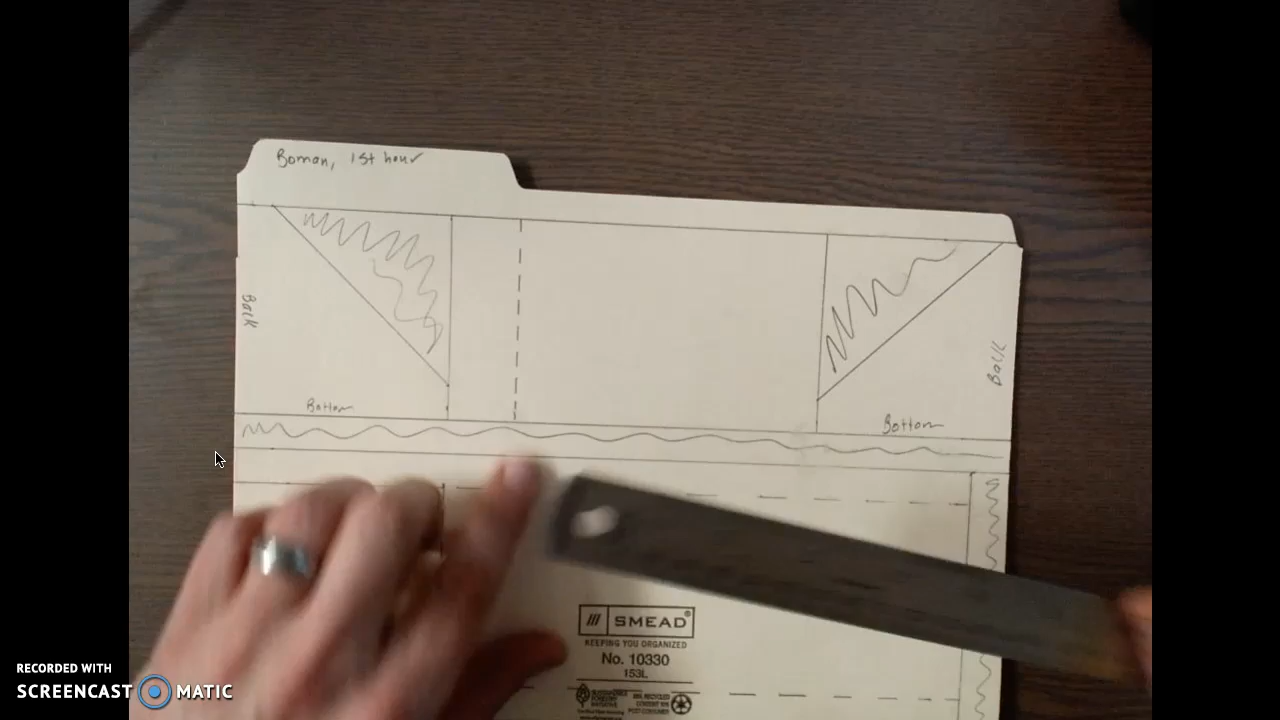 Boman, 1st hour
Back
Back
Bottom
Bottom
SMEAD®
KEEPING YOU ORGANIZED
No. 10330
153L
RECORDED WITH
SCREENCAST MATIC